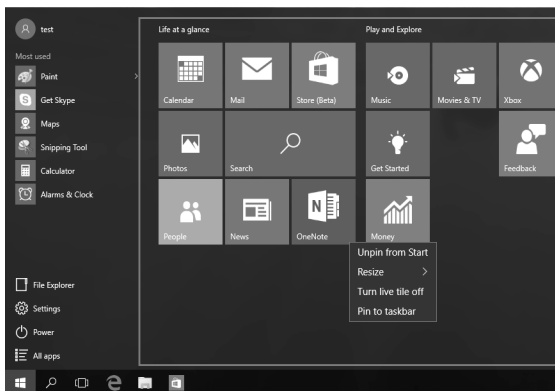 test
Most used
Paint
Get Skype
Maps
Snipping Tool
Calculator
Alarms & Clock
File Explorer
Settings
Power
All apps
Life at a glance
Calendar
Mail
Store (Beta)
Photos
Search
People
News
N
OneNote
Play and Explore
Music
Movies & TV
Xbox
Get Started
Feedback
Money
Unpin from Start
Resize
Turn live tile off
Pin to taskbar